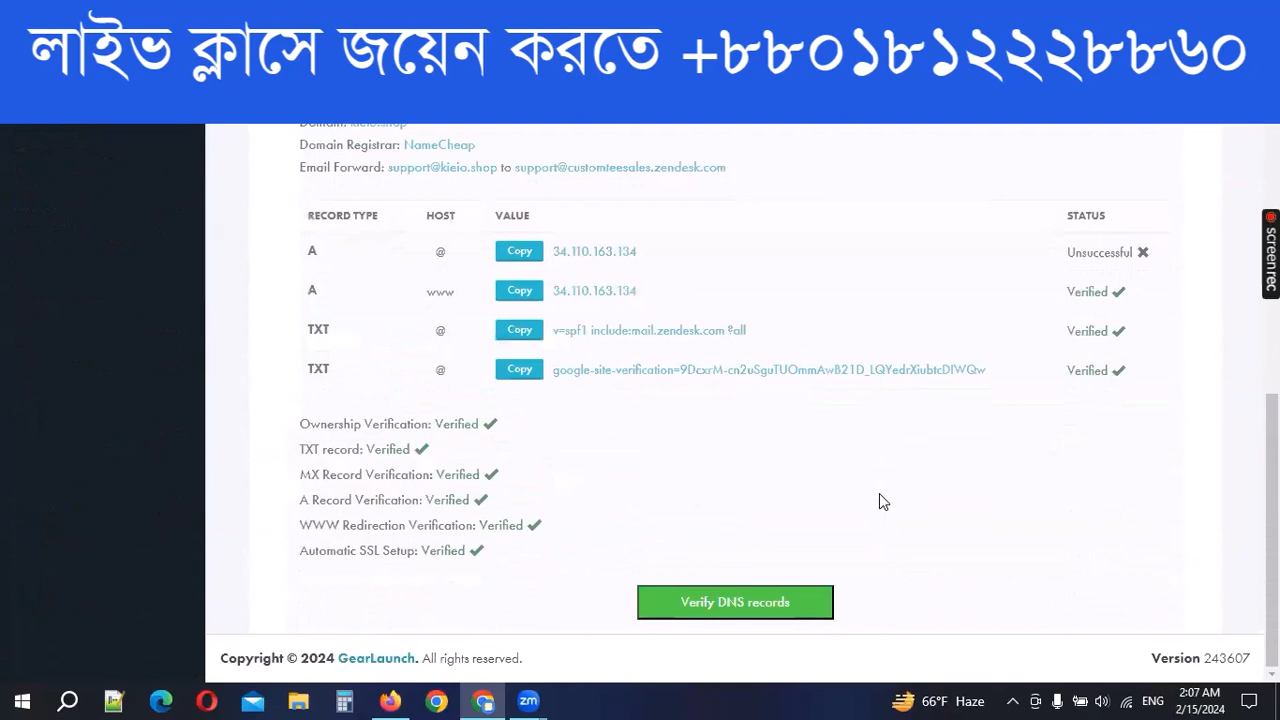 লাইভ ক্লাসে জয়েন করতে +৮৮০১৮১২২২৮৮৬০
Domain: kieio.shop
Domain Registrar: NameCheap
Email Forward: support@kieio.shop to support@customteesales.zendesk.com
RECORD TYPE HOST VALUE STATUS
A @ Copy 34.110.163.134 Unsuccessful
A www Copy 34.110.163.134 Verified
TXT @ Copy v=spf1 include:mail.zendesk.com ?all Verified
TXT @ Copy google-site-verification=9DcxrM-cn2uSguTUOmmAwB21D_LQYedrXiubtcDIWQw Verified
Ownership Verification: Verified
TXT record: Verified
MX Record Verification: Verified
A Record Verification: Verified
WWW Redirection Verification: Verified
Automatic SSL Setup: Verified
Verify DNS records
Copyright © 2024 GearLaunch. All rights reserved. Version 243607
screenrec
zm 66°F Haze ENG 2:07 AM
2/15/2024